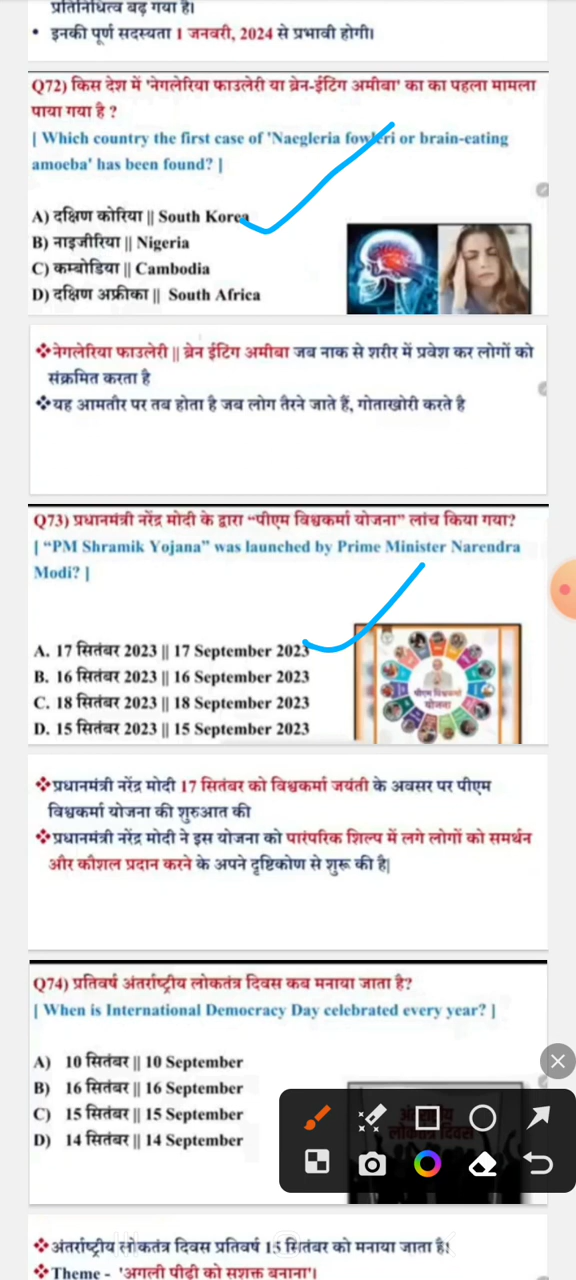 प्रतिनिधित्व बढ़ गया है।
• इनकी पूर्ण सदस्यता 1 जनवरी, 2024 से प्रभावी होगी।
Q72) किस देश में 'नेगलेरिया फाउलेरी या ब्रेन-ईटिंग अमीबा' का का पहला मामला
पाया गया है ?
| Which country the first case of 'Naegleria fowleri or brain-eating
amoeba' has been found? |
A) दक्षिण कोरिया || South Korea
B) नाइजीरिया || Nigeria
C) कम्बोडिया || Cambodia
D) दक्षिण अफ्रीका || South Africa
❖नेगलेरिया फाउलेरी || ब्रेन ईटिंग अमीबा जब नाक से शरीर में प्रवेश कर लोगों को
संक्रमित करता है
❖यह आमतौर पर तब होता है जब लोग तैरने जाते हैं, गोताखोरी करते है
Q73) प्रधानमंत्री नरेंद्र मोदी के द्वारा “पीएम विश्वकर्मा योजना” लांच किया गया?
| “PM Shramik Yojana” was launched by Prime Minister Narendra
Modi? |
A. 17 सितंबर 2023 || 17 September 2023
B. 16 सितंबर 2023 || 16 September 2023
C. 18 सितंबर 2023 || 18 September 2023
D. 15 सितंबर 2023 || 15 September 2023
पीएम विश्वकर्मा
योजना
❖प्रधानमंत्री नरेंद्र मोदी 17 सितंबर को विश्वकर्मा जयंती के अवसर पर पीएम
विश्वकर्मा योजना की शुरुआत की
❖प्रधानमंत्री नरेंद्र मोदी ने इस योजना को पारंपरिक शिल्प में लगे लोगों को समर्थन
और कौशल प्रदान करने के अपने दृष्टिकोण से शुरू की है|
Q74) प्रतिवर्ष अंतर्राष्ट्रीय लोकतंत्र दिवस कब मनाया जाता है?
| When is International Democracy Day celebrated every year? |
A) 10 सितंबर || 10 September
B) 16 सितंबर || 16 September
C) 15 सितंबर || 15 September
D) 14 सितंबर || 14 September
लोकतंत्र दिवस
❖अंतर्राष्ट्रीय लोकतंत्र दिवस प्रतिवर्ष 15 सितंबर को मनाया जाता है।
❖Theme - 'अगली पीढ़ी को सशक्त बनाना'।